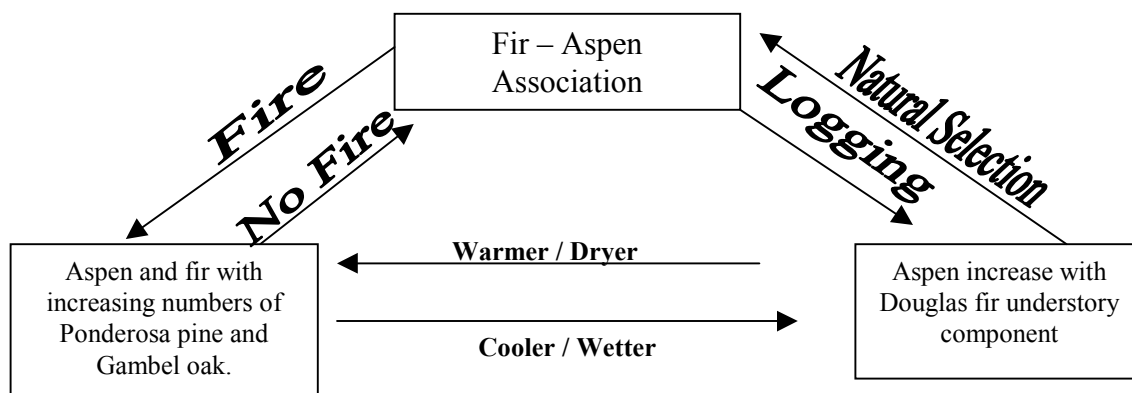 Fir – Aspen
Association
Fire
No Fire
Natural Selection
Logging
Warmer / Dryer
Cooler / Wetter
Aspen and fir with
increasing numbers of
Ponderosa pine and
Gambel oak.
Aspen increase with
Douglas fir understory
component